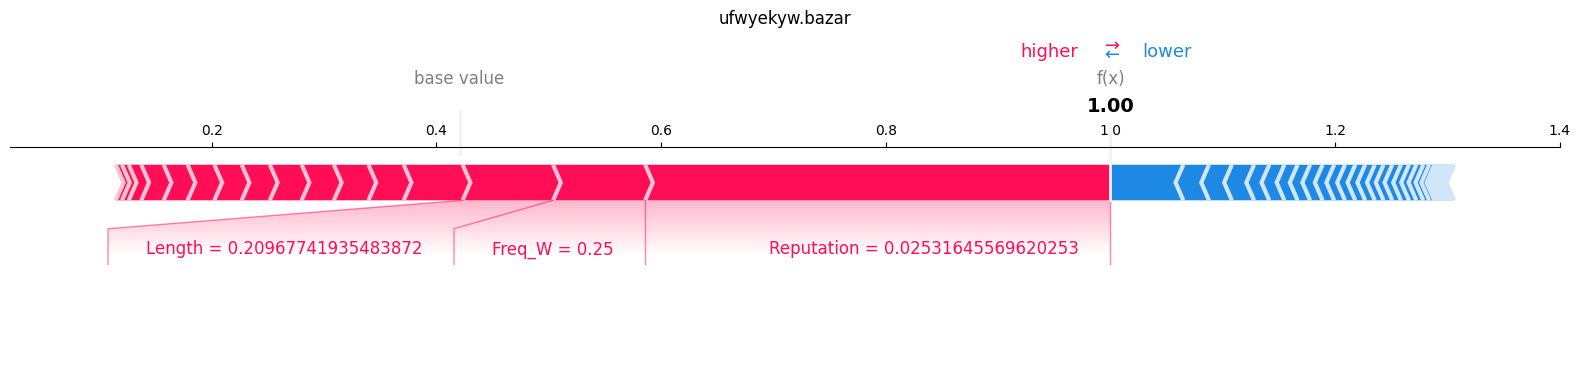 ufwyekyw.bazar
higher → ← lower
base value f(x)
1.00
0.2 0.4 0.6 0.8 1.0 1.2 1.4
Length = 0.20967741935483872 Freq_W = 0.25 Reputation = 0.02531645569620253